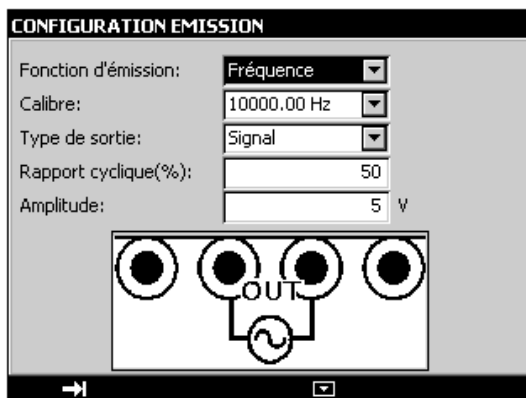 CONFIGURATION EMISSION
Fonction d'émission: Fréquence
Calibre: 10000.00 Hz
Type de sortie: Signal
Rapport cyclique(%): 50
Amplitude: 5 V
OUT